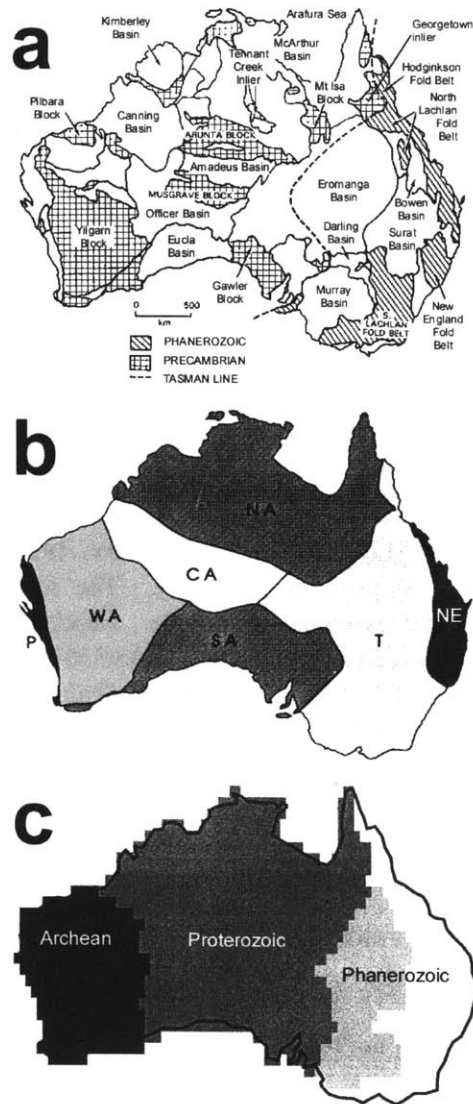 a
Kimberley
Basin
Arafura Sea
Tennant
Creek
Inlier
McArthur
Basin
Georgetown
inlier
Hodginkson
Fold Belt
Mt Isa
Block
North
Lachlan
Fold
Belt
Pilbara
Block
Canning
Basin
ARUNTA BLOCK
Amadeus Basin
MUSGRAVE BLOCK
Officer Basin
Eromanga
Basin
Bowen
Basin
Yilgarn
Block
Eucla
Basin
Darling
Basin
Surat
Basin
Gawler
Block
Murray
Basin
S.
LACHLAN
FOLD BELT
New
England
Fold
Belt
0 500
km
PHANEROZOIC
PRECAMBRIAN
TASMAN LINE
b
NA
CA
WA
P
SA
T
NE
c
Archean
Proterozoic
Phanerozoic